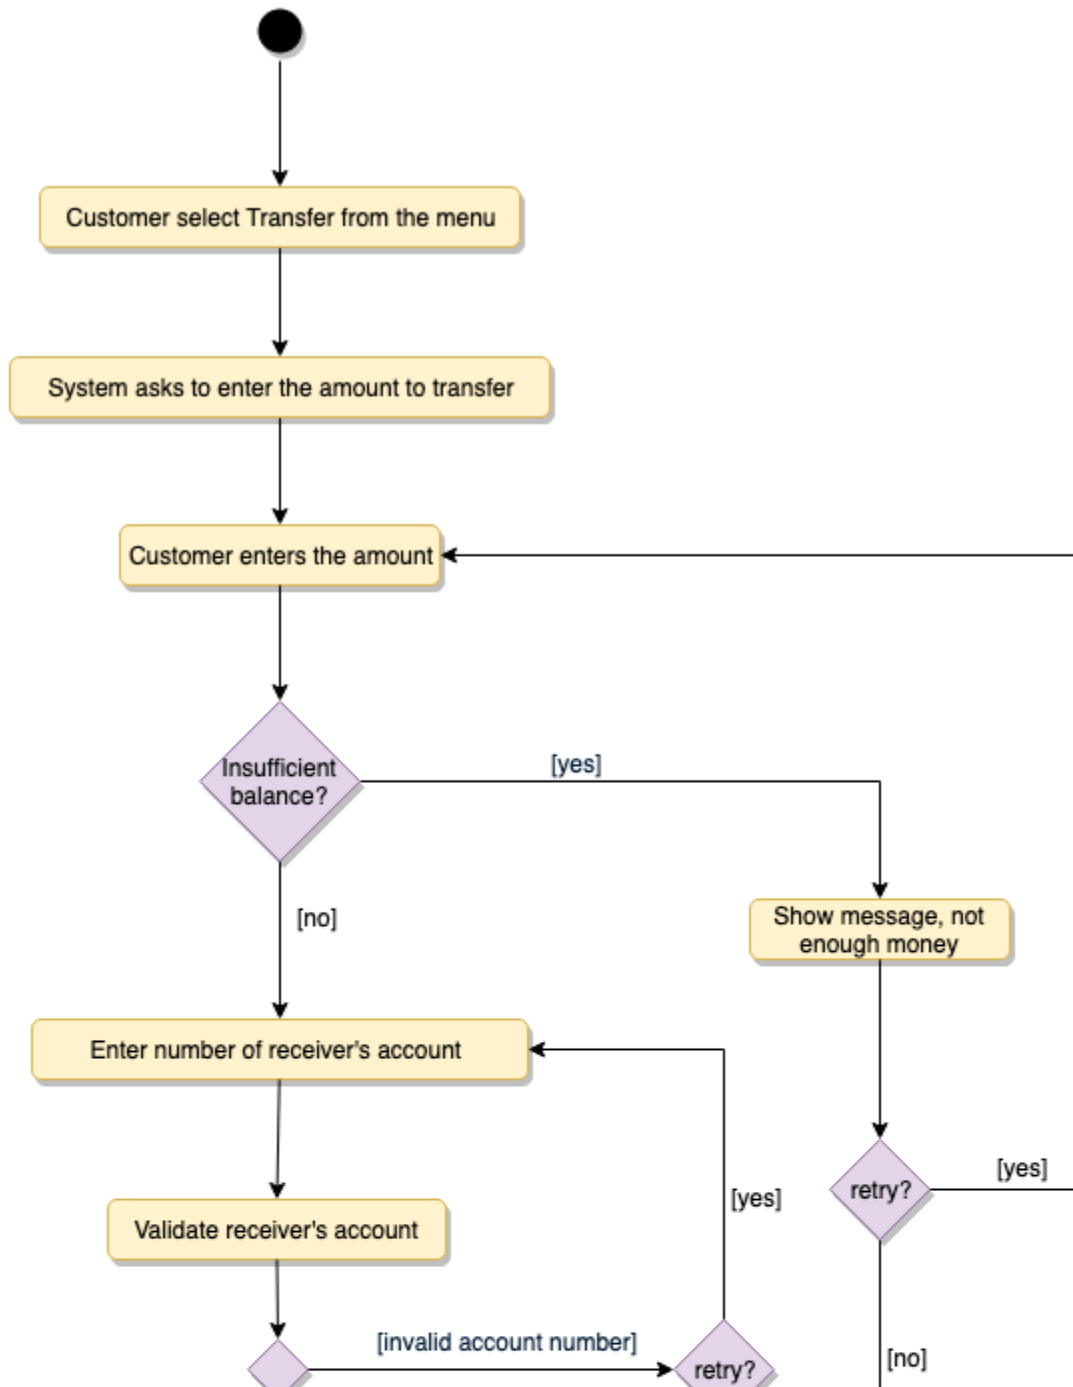 Customer select Transfer from the menu
System asks to enter the amount to transfer
Customer enters the amount
Insufficient
balance?
[yes]
[no]
Show message, not
enough money
Enter number of receiver's account
retry?
[yes]
[yes]
Validate receiver's account
[invalid account number]
retry?
[no]